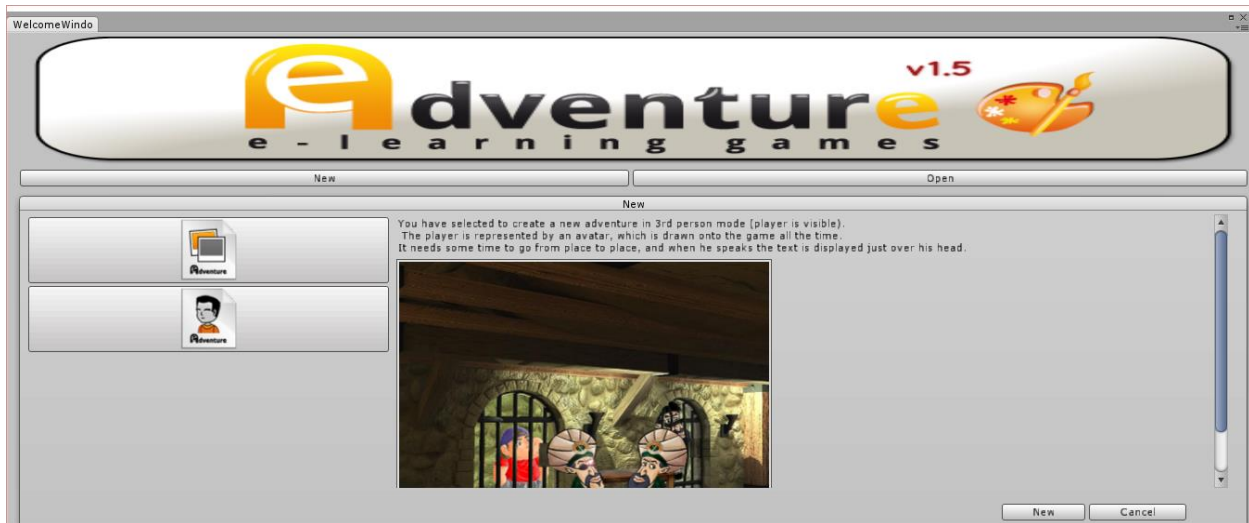 WelcomeWindo
eAdventure v1.5
e-learning games
New Open
New
You have selected to create a new adventure in 3rd person mode (player is visible).
The player is represented by an avatar, which is drawn onto the game all the time.
It needs some time to go from place to place, and when he speaks the text is displayed just over his head.
eAdventure
eAdventure
New Cancel